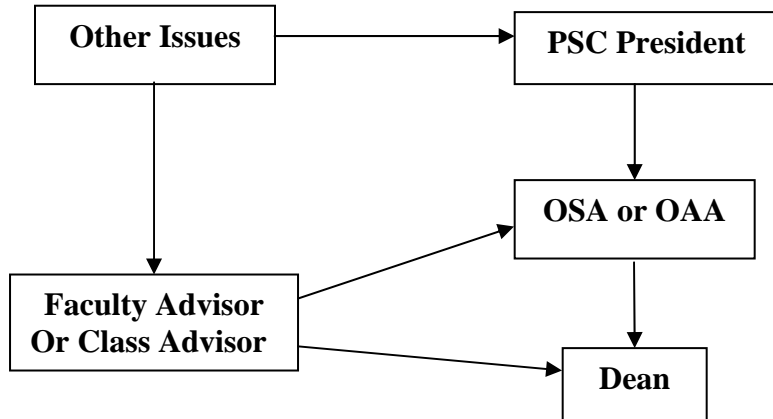 Other Issues
PSC President
OSA or OAA
Faculty Advisor
Or Class Advisor
Dean